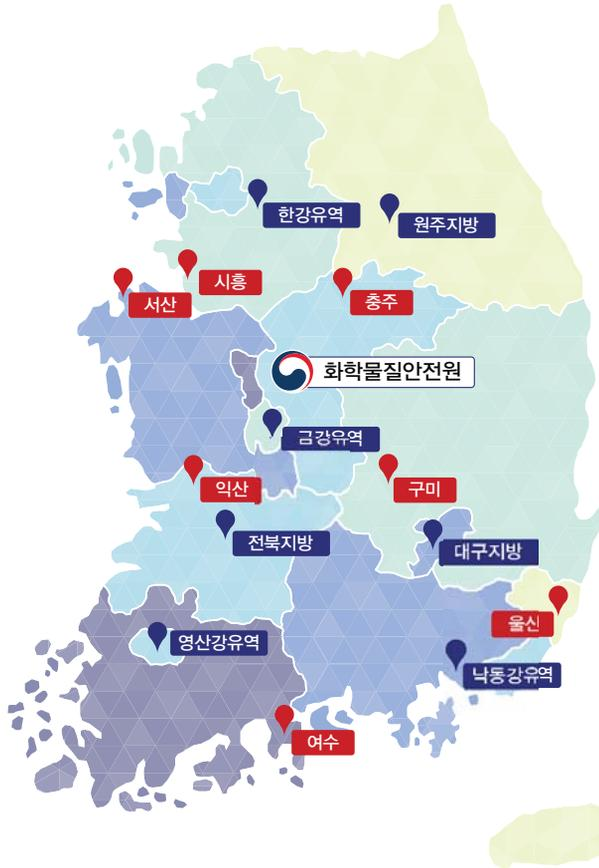 한강유역
원주지방
시흥
서산
충주
화학물질안전원
금강유역
익산
구미
전북지방
대구지방
울산
영산강유역
낙동강유역
여수